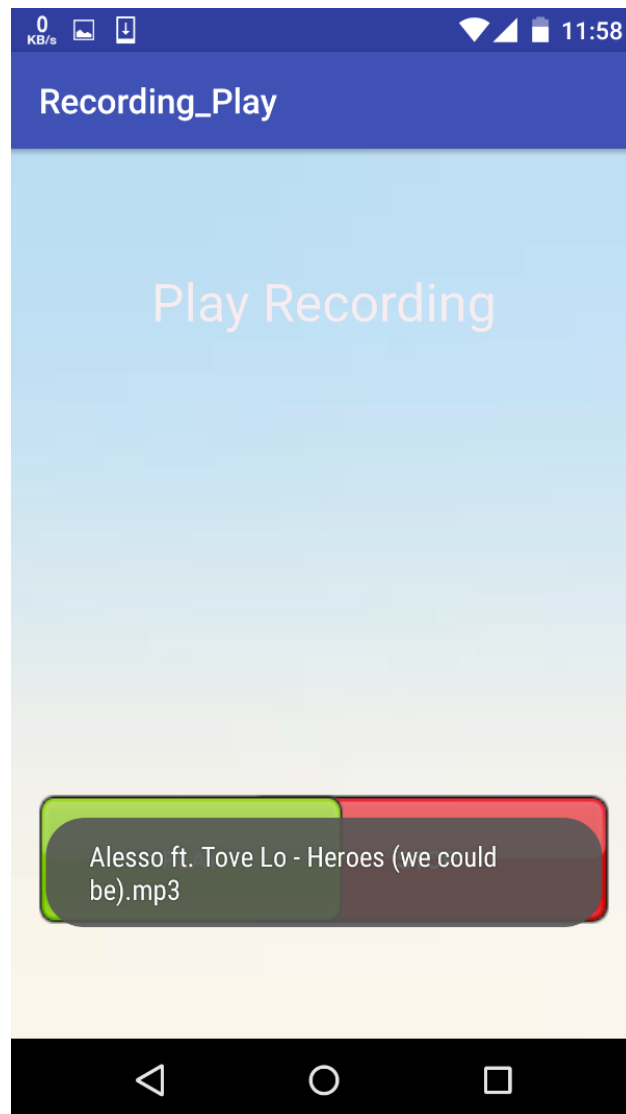 0
KB/s
11:58
Recording_Play
Play Recording
Alesso ft. Tove Lo - Heroes (we could
be).mp3